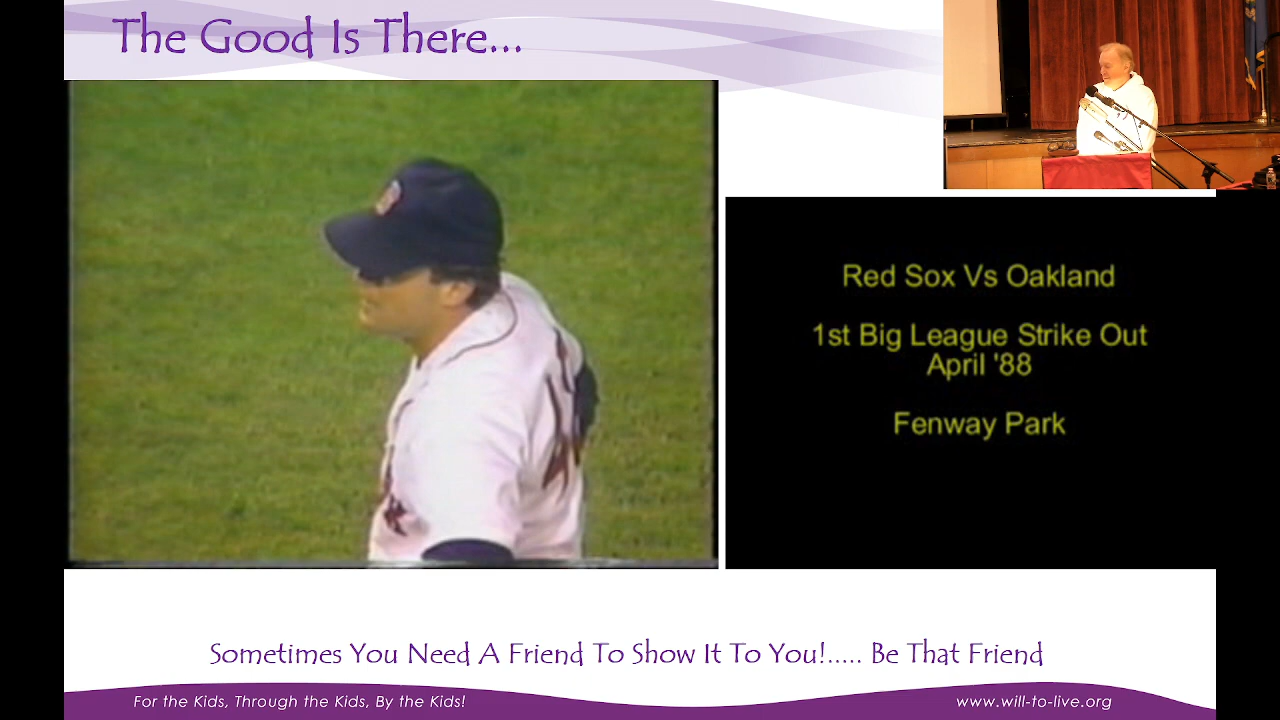 The Good Is There...
Red Sox Vs Oakland
1st Big League Strike Out
April '88
Fenway Park
Sometimes You Need A Friend To Show It To You!..... Be That Friend
For the Kids, Through the Kids, By the Kids!
www.will-to-live.org